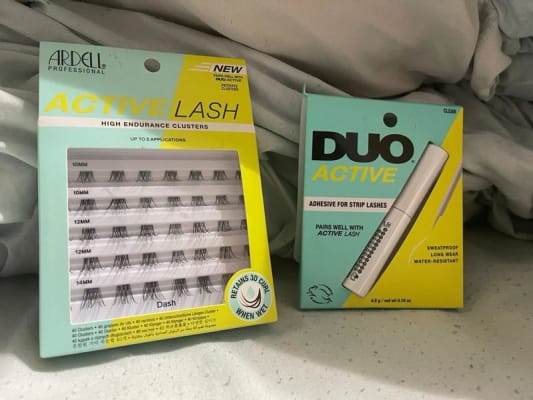 ARDELL
PROFESSIONAL
NEW
PAIRS WELL WITH
DUO ACTIVE
ACTIVE LASH
HIGH ENDURANCE CLUSTERS
UP TO 5 APPLICATIONS
10MM
10MM
12MM
12MM
14MM
Dash
RETAINS 3D CURL
WHEN WET
40 Clusters
CLEAR
DUO
ACTIVE
ADHESIVE FOR STRIP LASHES
PAIRS WELL WITH
ACTIVE LASH
SWEATPROOF
LONG WEAR
WATER-RESISTANT